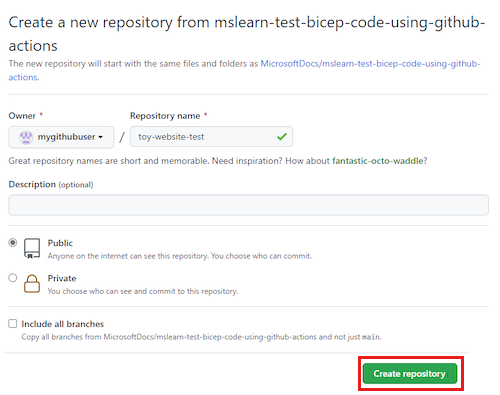 Create a new repository from mslearn-test-bicep-code-using-github-
actions
The new repository will start with the same files and folders as MicrosoftDocs/mslearn-test-bicep-code-using-github-
actions.
Owner * Repository name *
mygithubuser / toy-website-test
Great repository names are short and memorable. Need inspiration? How about fantastic-octo-waddle?
Description (optional)
Public
Anyone on the internet can see this repository. You choose who can commit.
Private
You choose who can see and commit to this repository.
Include all branches
Copy all branches from MicrosoftDocs/mslearn-test-bicep-code-using-github-actions and not just main.
Create repository